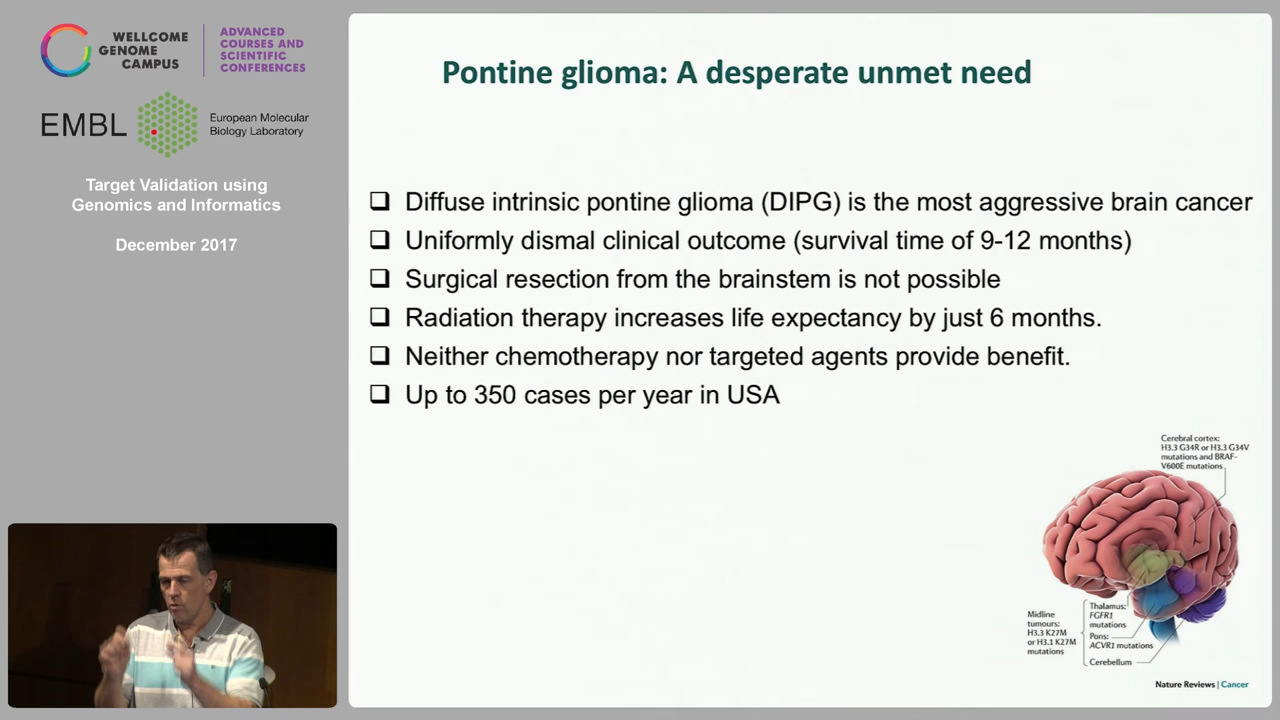 WELLCOME
GENOME
CAMPUS
ADVANCED
COURSES AND
SCIENTIFIC
CONFERENCES
EMBL
European Molecular
Biology Laboratory
Target Validation using
Genomics and Informatics
December 2017
Pontine glioma: A desperate unmet need
Diffuse intrinsic pontine glioma (DIPG) is the most aggressive brain cancer
Uniformly dismal clinical outcome (survival time of 9-12 months)
Surgical resection from the brainstem is not possible
Radiation therapy increases life expectancy by just 6 months.
Neither chemotherapy nor targeted agents provide benefit.
Up to 350 cases per year in USA
Cerebral cortex:
H3.3 G34R or H3.3 G34V
mutations and BRAF-
V600E mutations
Midline
tumours:
H3.3 K27M
or H3.1 K27M
mutations
Thalamus:
FGFR1
mutations
Pons:
ACVR1 mutations
Cerebellum
Nature Reviews | Cancer